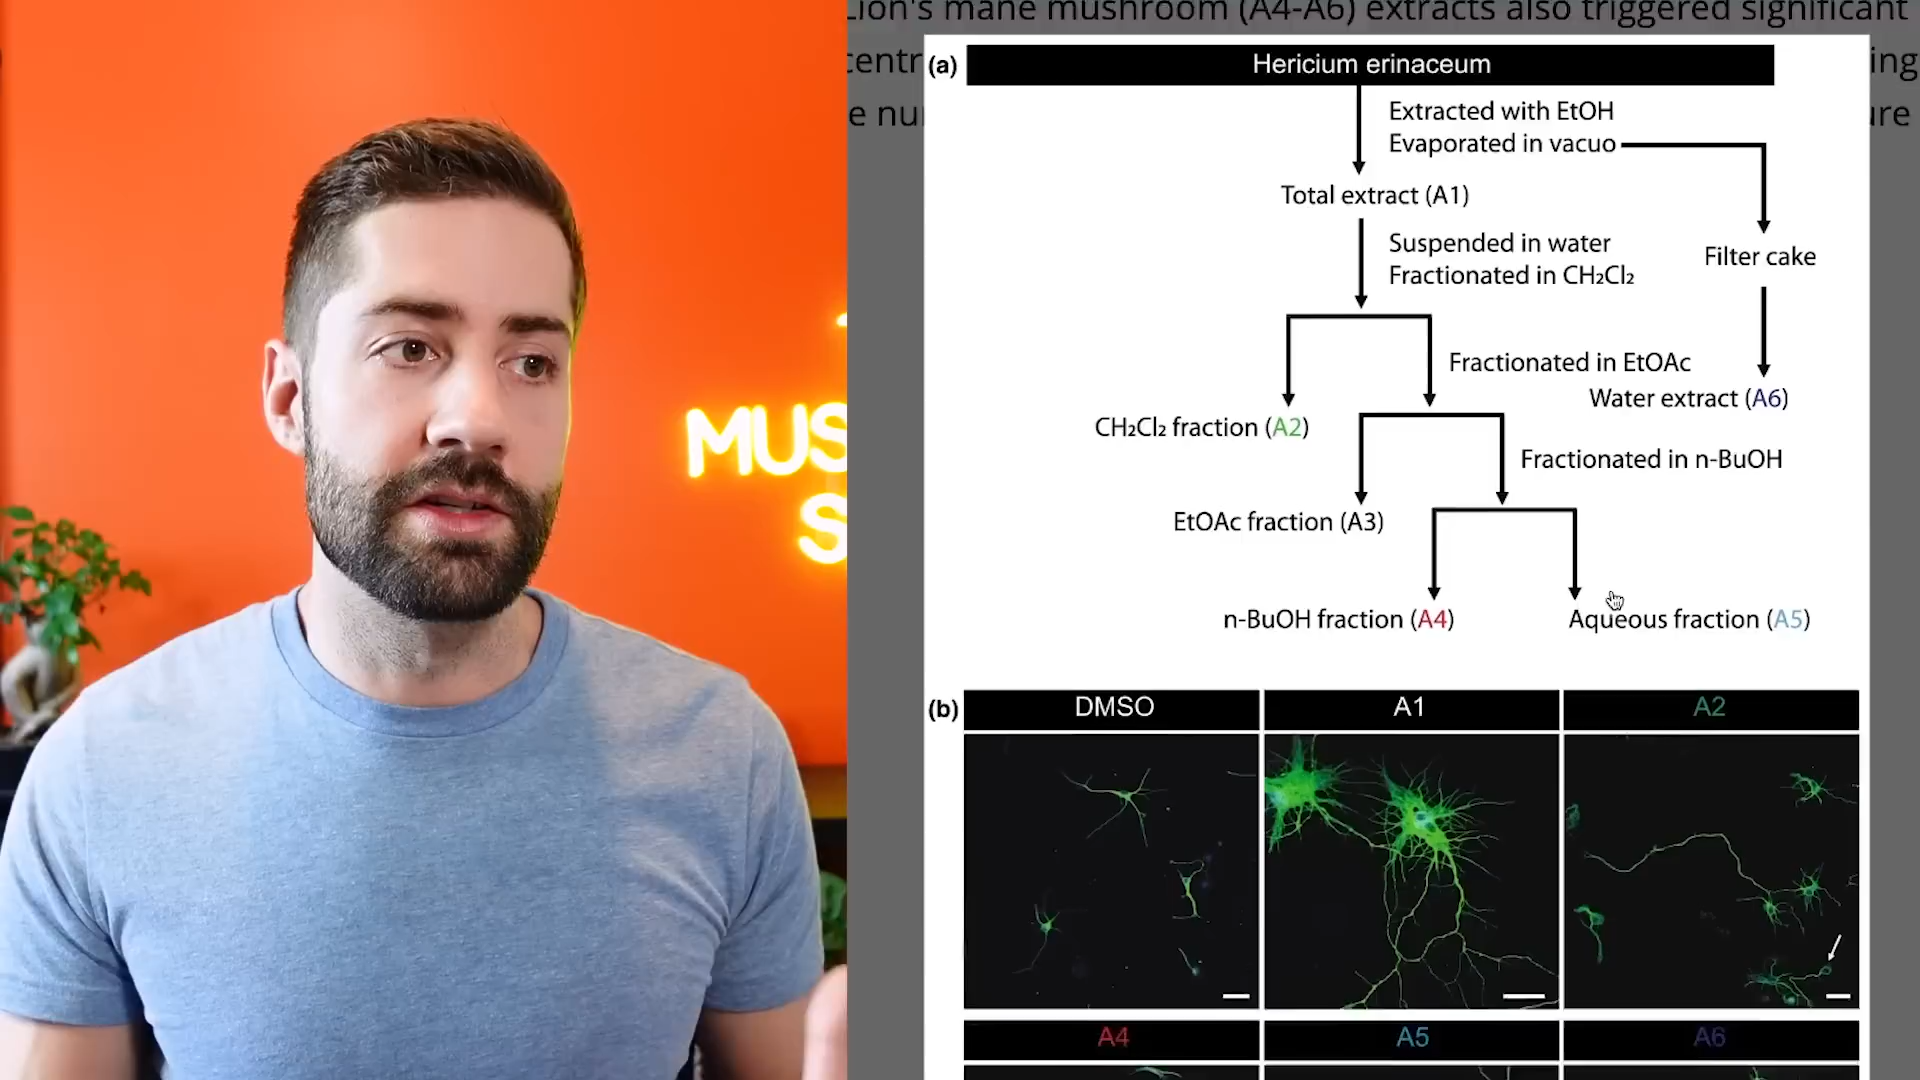 Lion's mane mushroom (A4-A6) extracts also triggered significant
centr
ing
e nu
ure
(a)
Hericium erinaceum
Extracted with EtOH
Evaporated in vacuo
Total extract (A1)
Suspended in water
Fractionated in CH₂Cl₂
Filter cake
Fractionated in EtOAc
Water extract (A6)
CH₂Cl₂ fraction (A2)
Fractionated in n-BuOH
EtOAc fraction (A3)
n-BuOH fraction (A4)
Aqueous fraction (A5)
MUS
S
(b)
DMSO
A1
A2
A4
A5
A6